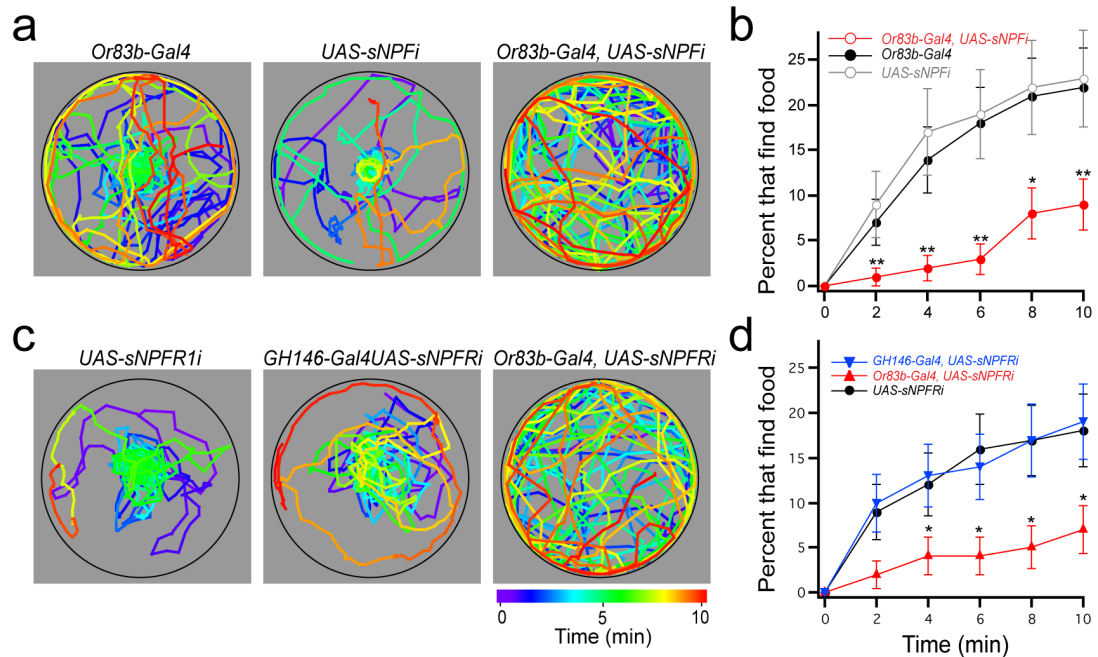 a
Or83b-Gal4
UAS-sNPFi
Or83b-Gal4, UAS-sNPFi
b
Or83b-Gal4, UAS-sNPFi
Or83b-Gal4
UAS-sNPFi
Percent that find food
25
20
15
10
5
0
**
**
**
*
**
0
2
4
6
8
10
c
UAS-sNPFR1i
GH146-Gal4UAS-sNPFRi
Or83b-Gal4, UAS-sNPFRi
0
5
10
Time (min)
d
GH146-Gal4, UAS-sNPFRi
Or83b-Gal4, UAS-sNPFRi
UAS-sNPFRi
Percent that find food
25
20
15
10
5
0
*
*
*
*
0
2
4
6
8
10
Time (min)